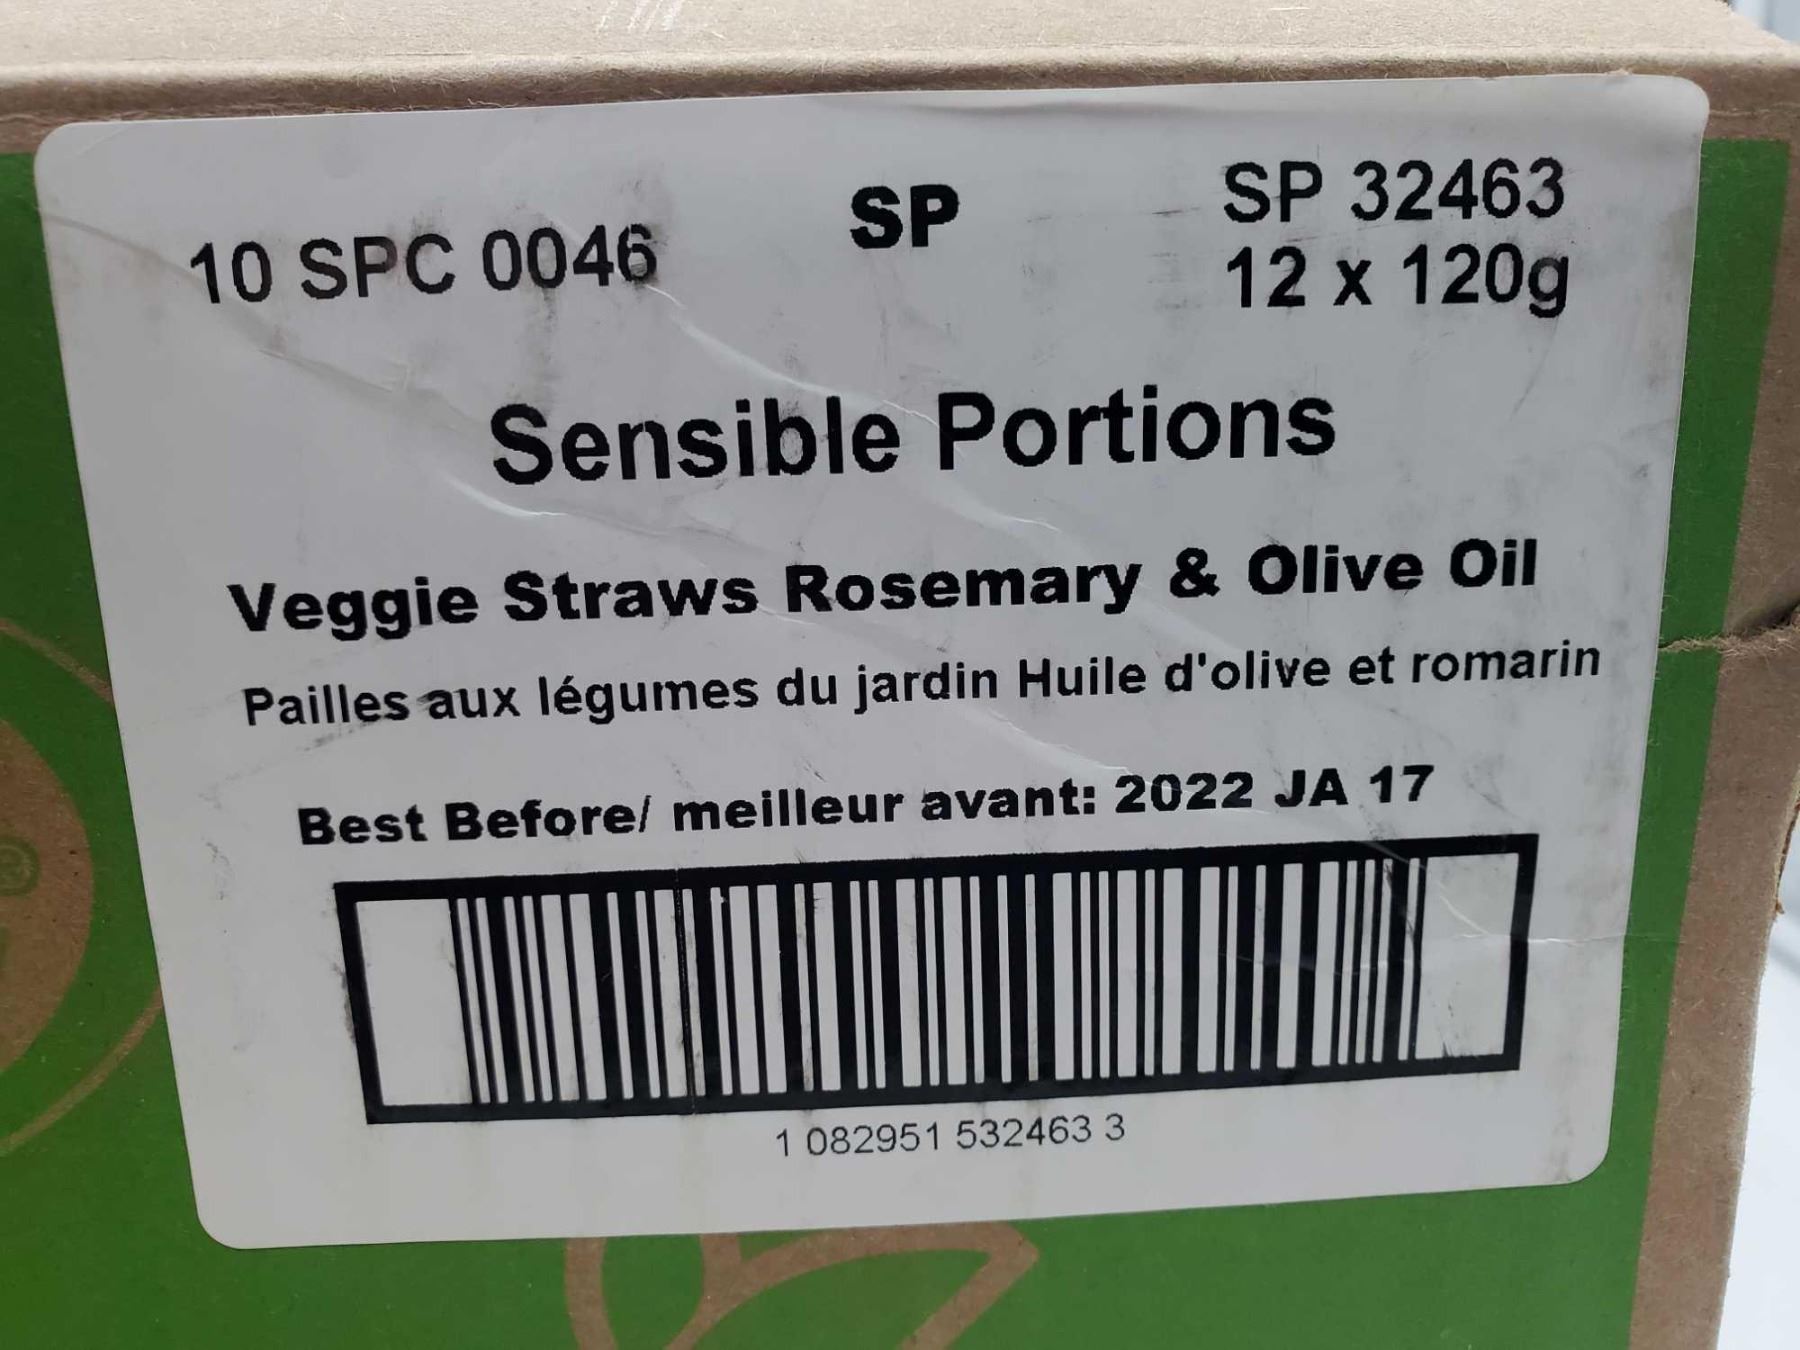 10 SPC 0046
SP
SP 32463
12 x 120g
Sensible Portions
Veggie Straws Rosemary & Olive Oil
Pailles aux légumes du jardin Huile d'olive et romarin
Best Before/ meilleur avant: 2022 JA 17
1 082951 532463 3
®